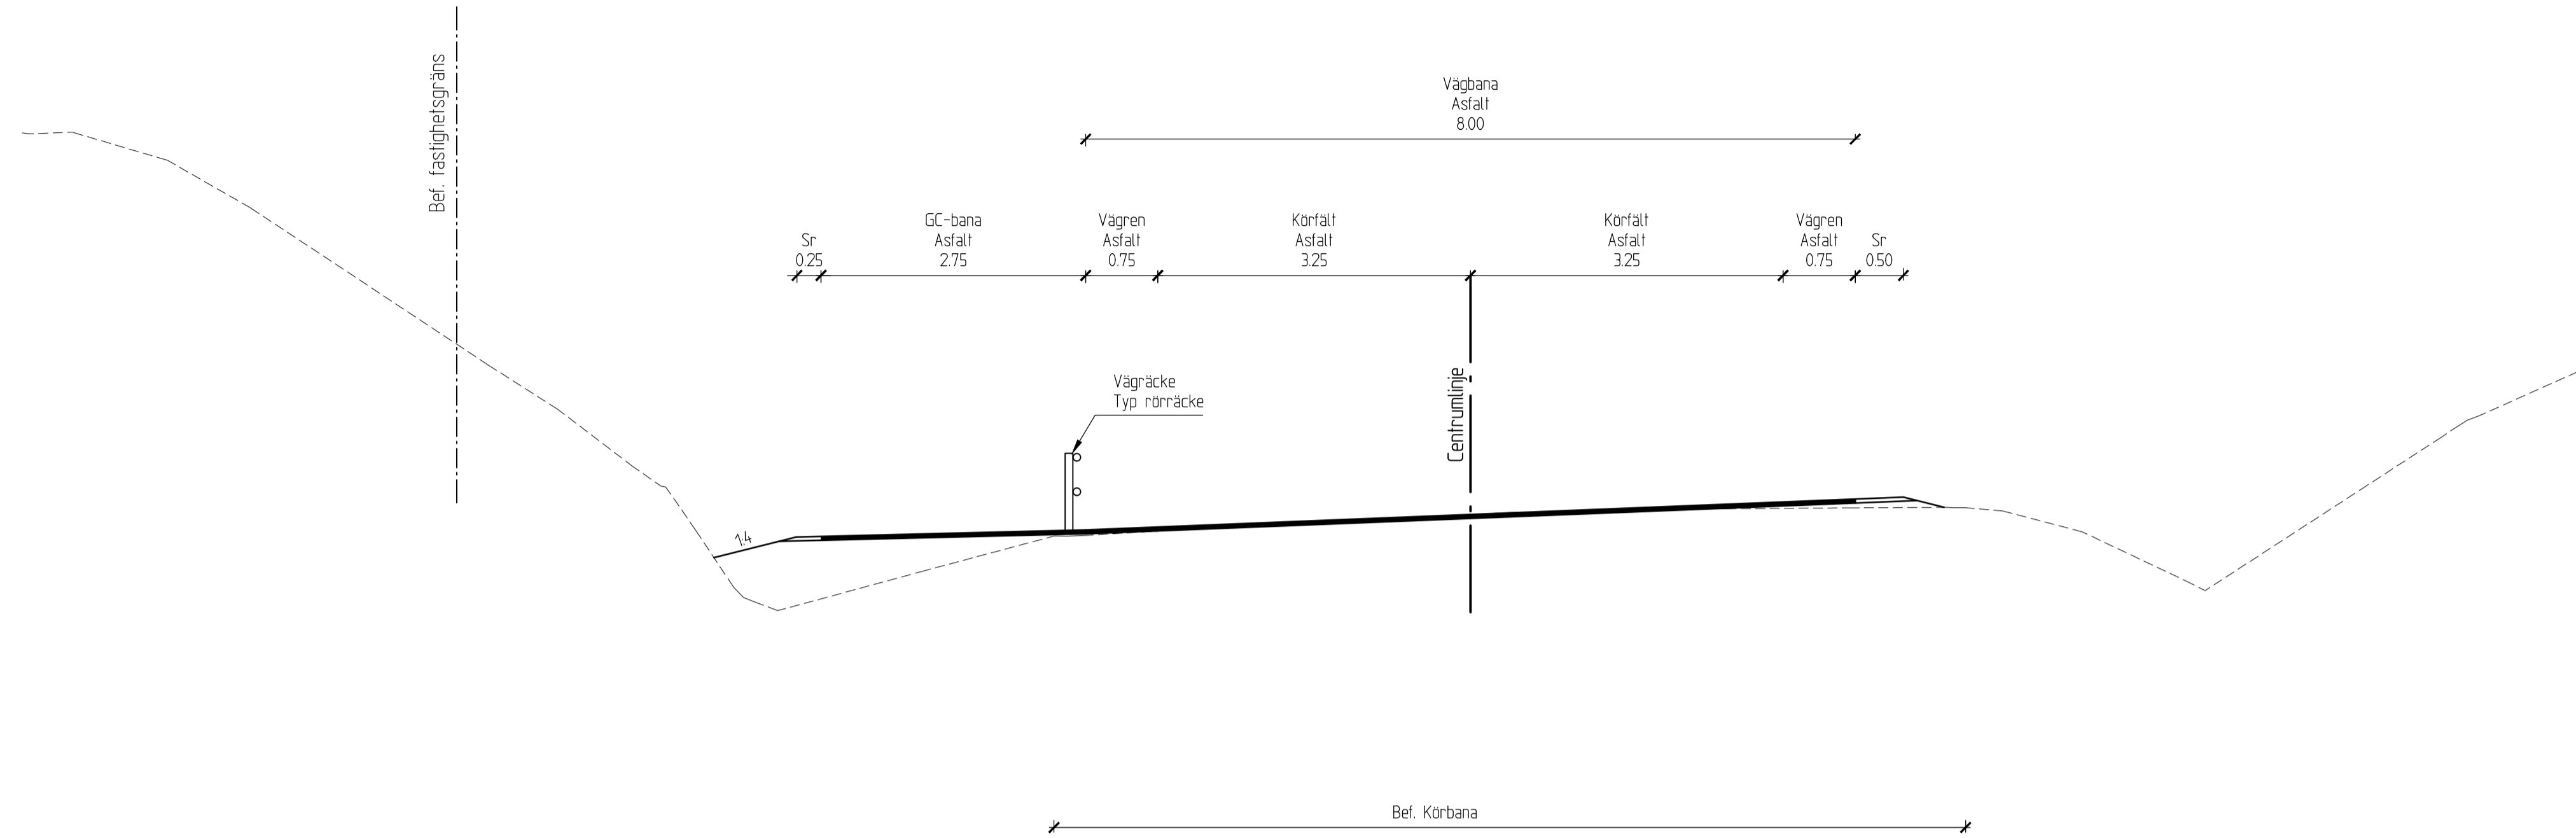 Bef. fastighetsgräns
Vägbana
Asfalt
8.00
Sr
0.25
GC-bana
Asfalt
2.75
Vägren
Asfalt
0.75
Körfält
Asfalt
3.25
Körfält
Asfalt
3.25
Vägren
Asfalt
0.75
Sr
0.50
Vägräcke
Typ rörräcke
Centrumlinje
1:4
Bef. Körbana